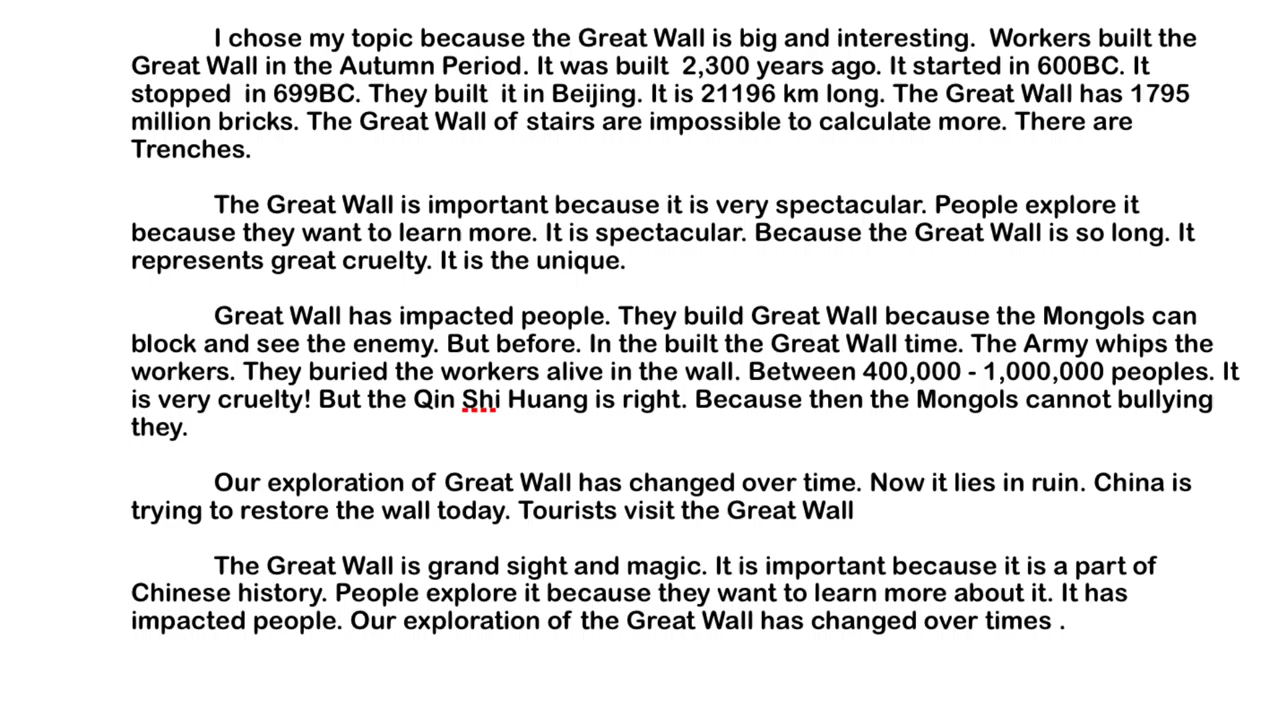 I chose my topic because the Great Wall is big and interesting.  Workers built the
Great Wall in the Autumn Period. It was built  2,300 years ago. It started in 600BC. It
stopped  in 699BC. They built  it in Beijing. It is 21196 km long. The Great Wall has 1795
million bricks. The Great Wall of stairs are impossible to calculate more. There are
Trenches.

The Great Wall is important because it is very spectacular. People explore it
because they want to learn more. It is spectacular. Because the Great Wall is so long. It
represents great cruelty. It is the unique.

Great Wall has impacted people. They build Great Wall because the Mongols can
block and see the enemy. But before. In the built the Great Wall time. The Army whips the
workers. They buried the workers alive in the wall. Between 400,000 - 1,000,000 peoples. It
is very cruelty! But the Qin Shi Huang is right. Because then the Mongols cannot bullying
they.

Our exploration of Great Wall has changed over time. Now it lies in ruin. China is
trying to restore the wall today. Tourists visit the Great Wall

The Great Wall is grand sight and magic. It is important because it is a part of
Chinese history. People explore it because they want to learn more about it. It has
impacted people. Our exploration of the Great Wall has changed over times .